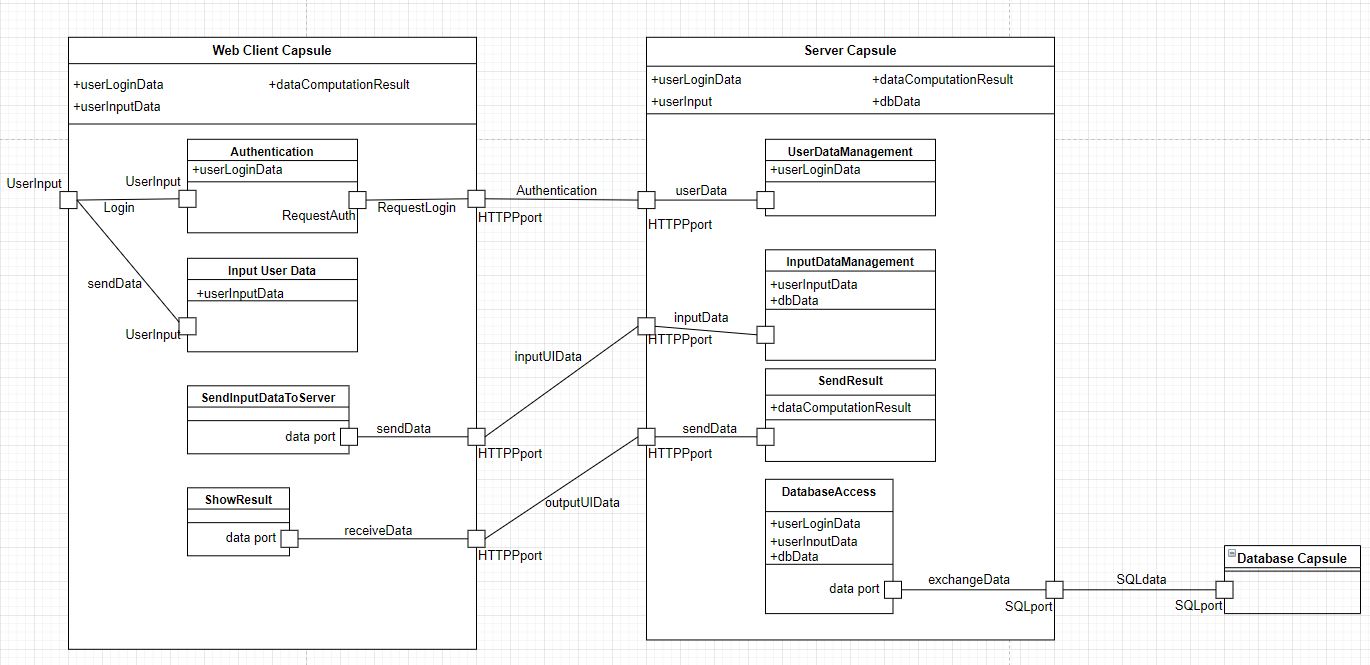 Web Client Capsule
+userLoginData
+dataComputationResult
+userInputData
Authentication
+userLoginData
UserInput
UserInput
Login
RequestAuth
RequestLogin
HTTPPport
Input User Data
+userInputData
sendData
UserInput
SendInputDataToServer
data port
sendData
HTTPPport
ShowResult
data port
receiveData
HTTPPport
Authentication
inputUIData
outputUIData
Server Capsule
+userLoginData
+dataComputationResult
+userInput
+dbData
UserDataManagement
+userLoginData
userData
HTTPPport
InputDataManagement
+userInputData
+dbData
inputData
HTTPPport
SendResult
+dataComputationResult
sendData
HTTPPport
DatabaseAccess
+userLoginData
+userInputData
+dbData
data port
exchangeData
SQLport
SQLdata
Database Capsule
SQLport